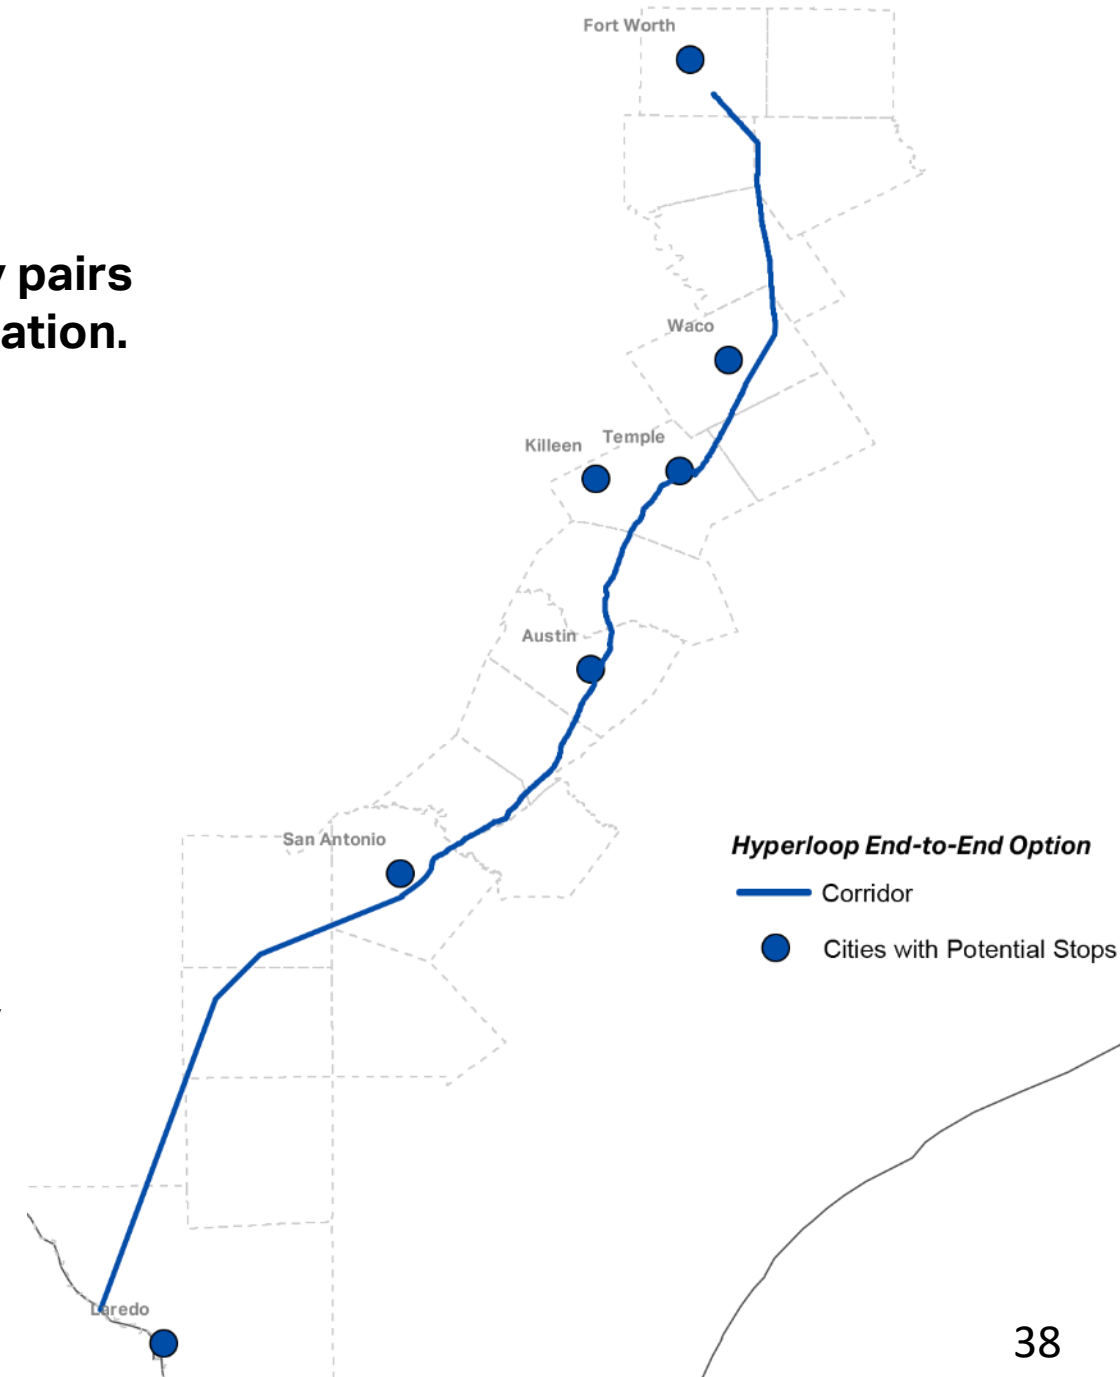 Fort Worth
pairs
ation.
Waco
Killeen
Temple
Austin
San Antonio
Hyperloop End-to-End Option
Corridor
Cities with Potential Stops
Laredo
38